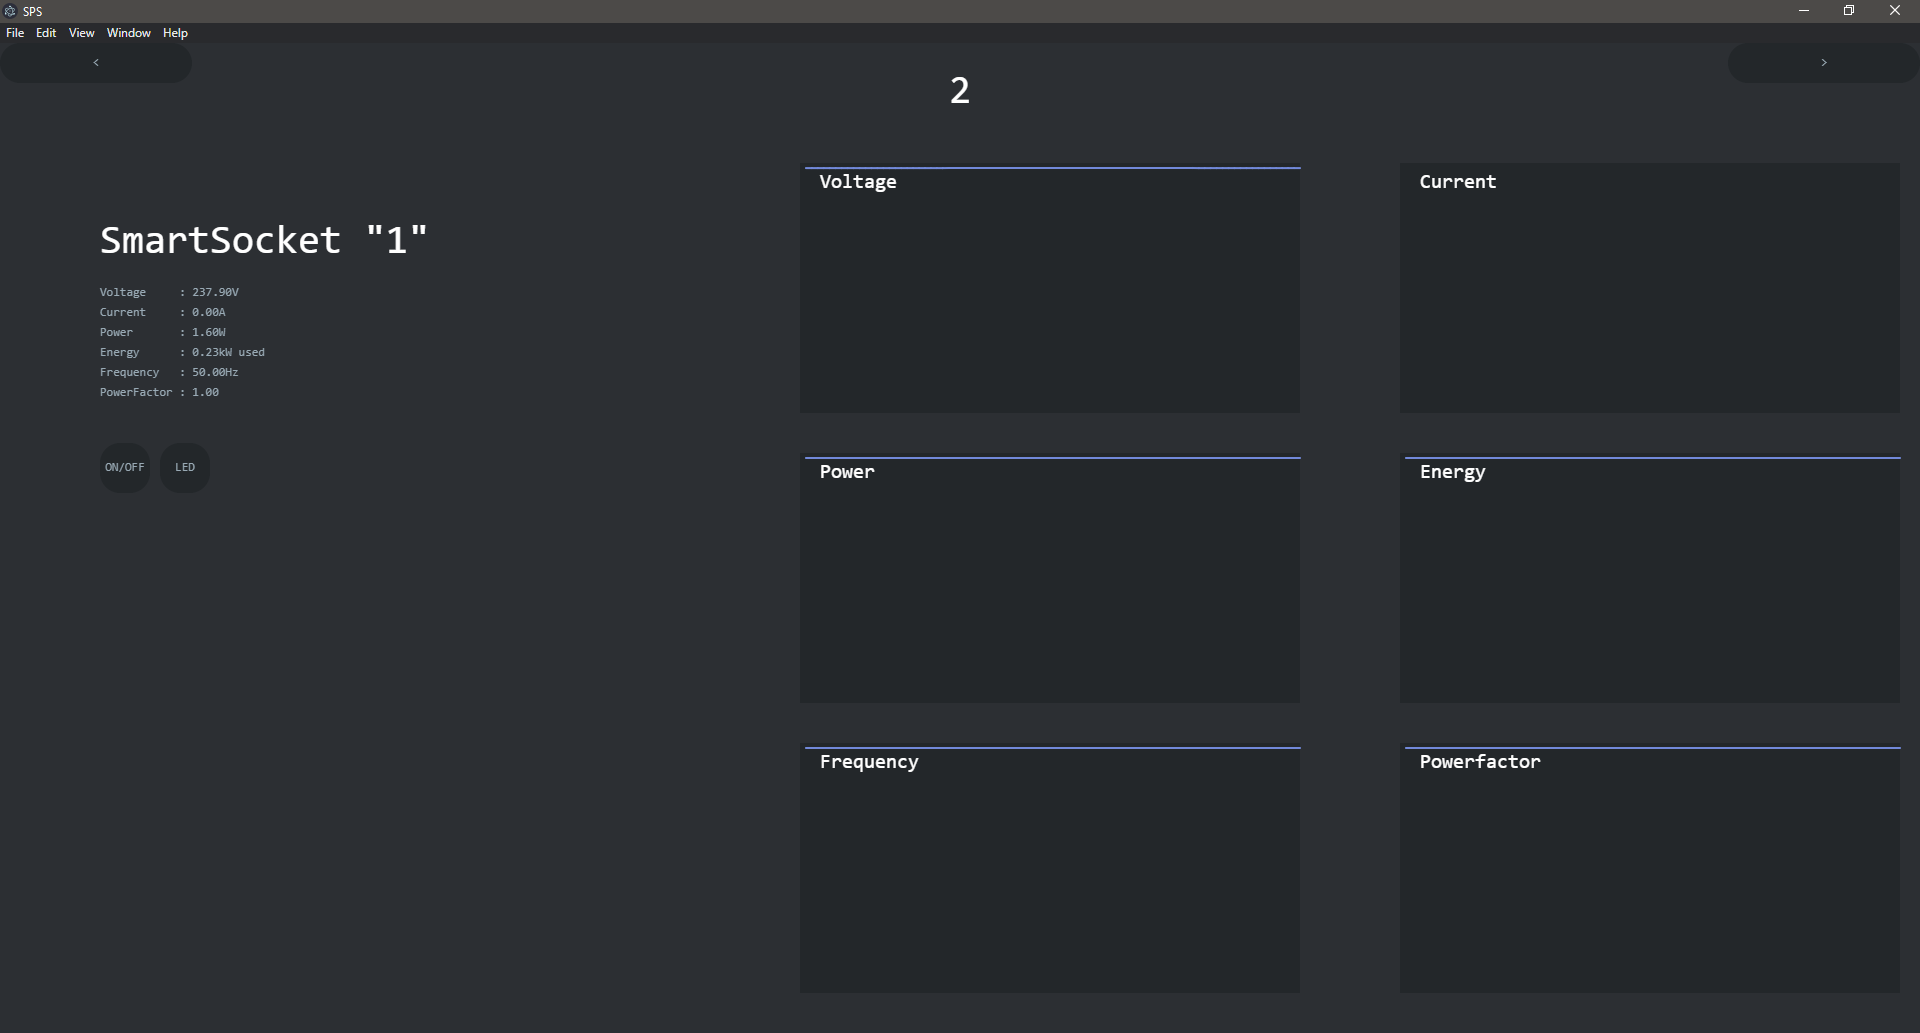 SPS
File Edit View Window Help
< >
2
SmartSocket "1"
Voltage : 237.90V
Current : 0.00A
Power : 1.60W
Energy : 0.23kW used
Frequency : 50.00Hz
PowerFactor : 1.00
ON/OFF LED
Voltage
Current
Power
Energy
Frequency
Powerfactor